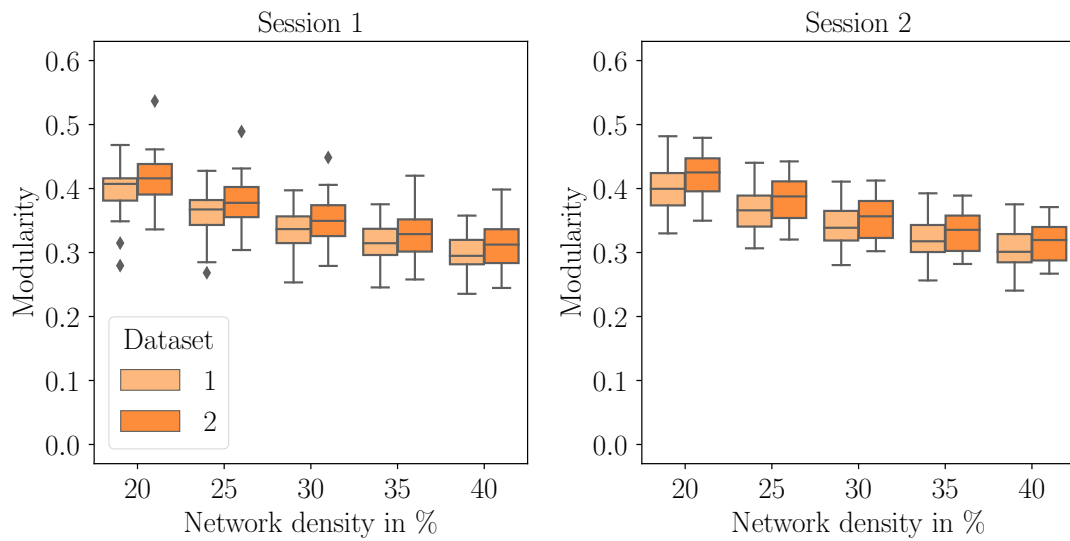 Session 1
0.6
0.5
0.4
0.3
0.2
0.1
0.0
Modularity
Dataset
1
2
20 25 30 35 40
Network density in %
Session 2
0.6
0.5
0.4
0.3
0.2
0.1
0.0
Modularity
20 25 30 35 40
Network density in %